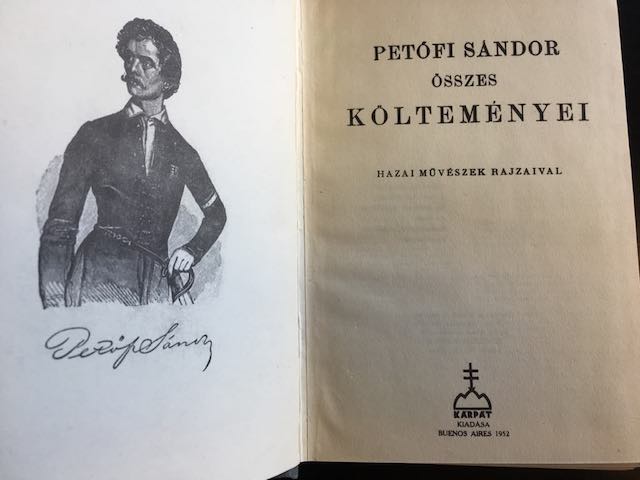 Petőfi Sándor
PETŐFI SÁNDOR
ÖSSZES
KÖLTEMÉNYEI
HAZAI MŰVÉSZEK RAJZAIVAL
KÁRPÁT
KIADÁSA
BUENOS AIRES 1952